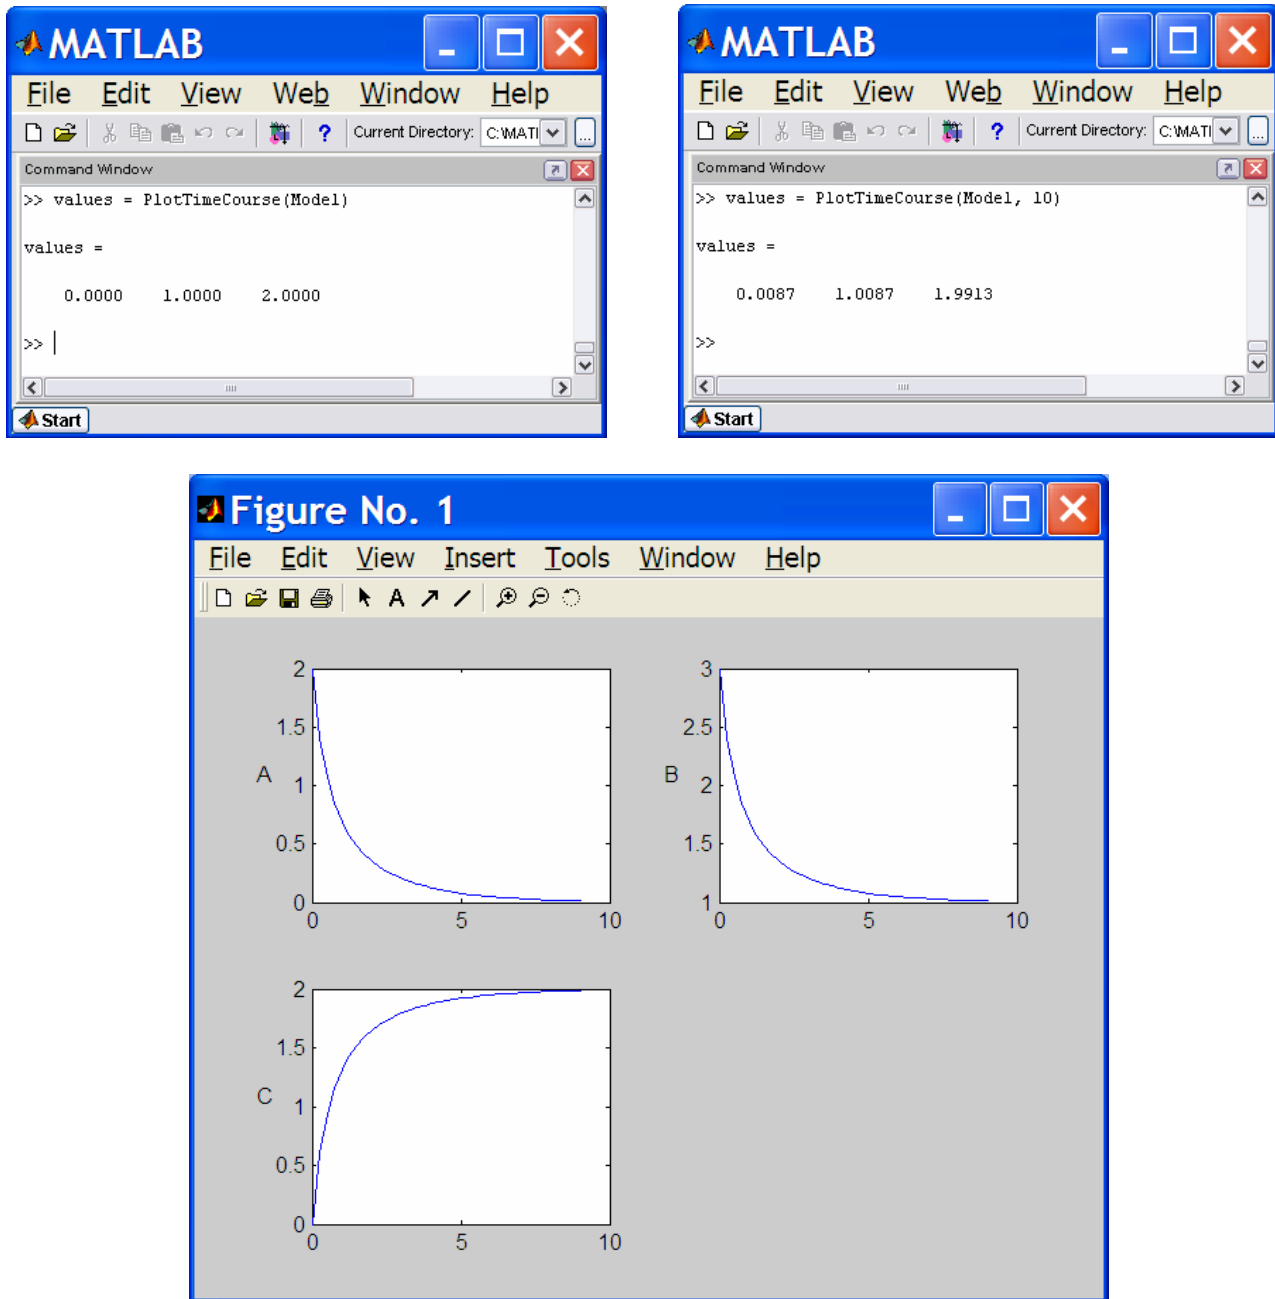 MATLAB
File Edit View Web Window Help
? Current Directory: C:\MATl ...
Command Window
>> values = PlotTimeCourse(Model)
values =
0.0000 1.0000 2.0000
>>
Start
MATLAB
File Edit View Web Window Help
? Current Directory: C:\MATl ...
Command Window
>> values = PlotTimeCourse(Model, 10)
values =
0.0087 1.0087 1.9913
>>
Start
Figure No. 1
File Edit View Insert Tools Window Help
A
2
1.5
A
1
0.5
0
0 5 10
3
2.5
B
2
1.5
1
0 5 10
2
1.5
C
1
0.5
0
0 5 10